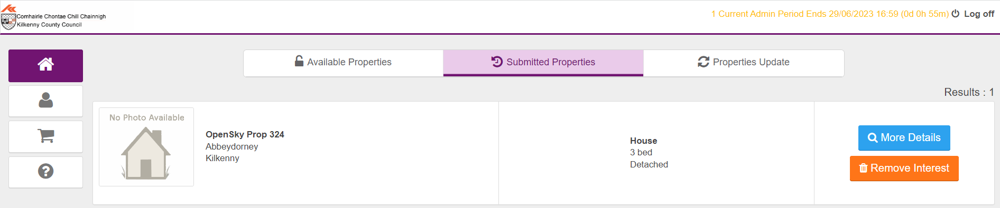 Comhairle Chontae Chill Chainnigh
Kilkenny County Council
1 Current Admin Period Ends 29/06/2023 16:59 (0d 0h 55m) Log off
Available Properties
Submitted Properties
Properties Update
Results : 1
No Photo Available
OpenSky Prop 324
Abbeydorney
Kilkenny
House
3 bed
Detached
More Details
Remove Interest